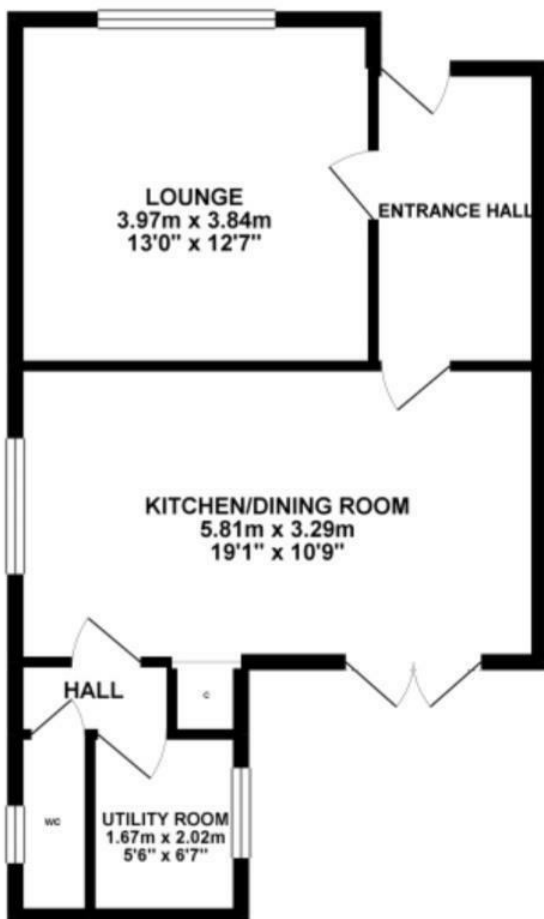 LOUNGE
3.97m x 3.84m
13'0" x 12'7"
ENTRANCE HALL
KITCHEN/DINING ROOM
5.81m x 3.29m
19'1" x 10'9"
HALL
C
WC
UTILITY ROOM
1.67m x 2.02m
5'6" x 6'7"